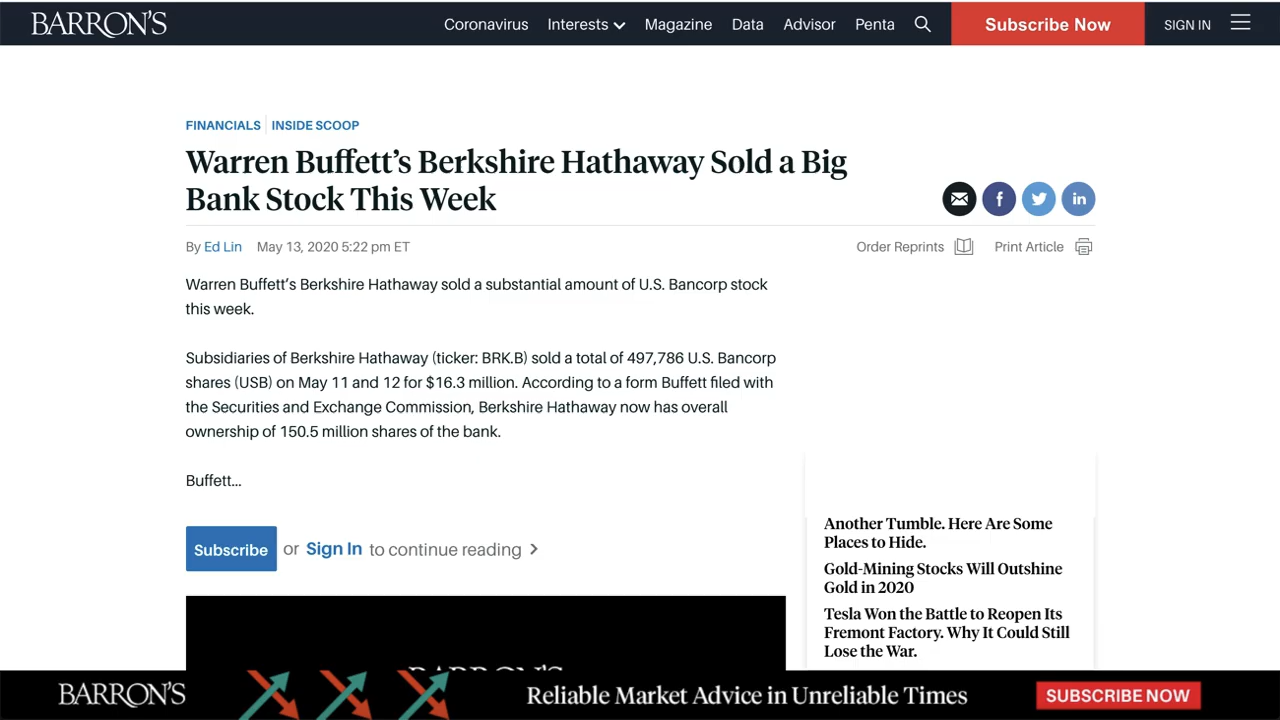 BARRON'S
Coronavirus Interests Magazine Data Advisor Penta Subscribe Now SIGN IN
FINANCIALS INSIDE SCOOP
Warren Buffett’s Berkshire Hathaway Sold a Big
Bank Stock This Week
f in
By Ed Lin May 13, 2020 5:22 pm ET
Order Reprints Print Article
Warren Buffett’s Berkshire Hathaway sold a substantial amount of U.S. Bancorp stock
this week.
Subsidiaries of Berkshire Hathaway (ticker: BRK.B) sold a total of 497,786 U.S. Bancorp
shares (USB) on May 11 and 12 for $16.3 million. According to a form Buffett filed with
the Securities and Exchange Commission, Berkshire Hathaway now has overall
ownership of 150.5 million shares of the bank.
Buffett...
Subscribe or Sign In to continue reading
Another Tumble. Here Are Some
Places to Hide.
Gold-Mining Stocks Will Outshine
Gold in 2020
Tesla Won the Battle to Reopen Its
Fremont Factory. Why It Could Still
Lose the War.
BARRON'S
BARRON'S Reliable Market Advice in Unreliable Times SUBSCRIBE NOW